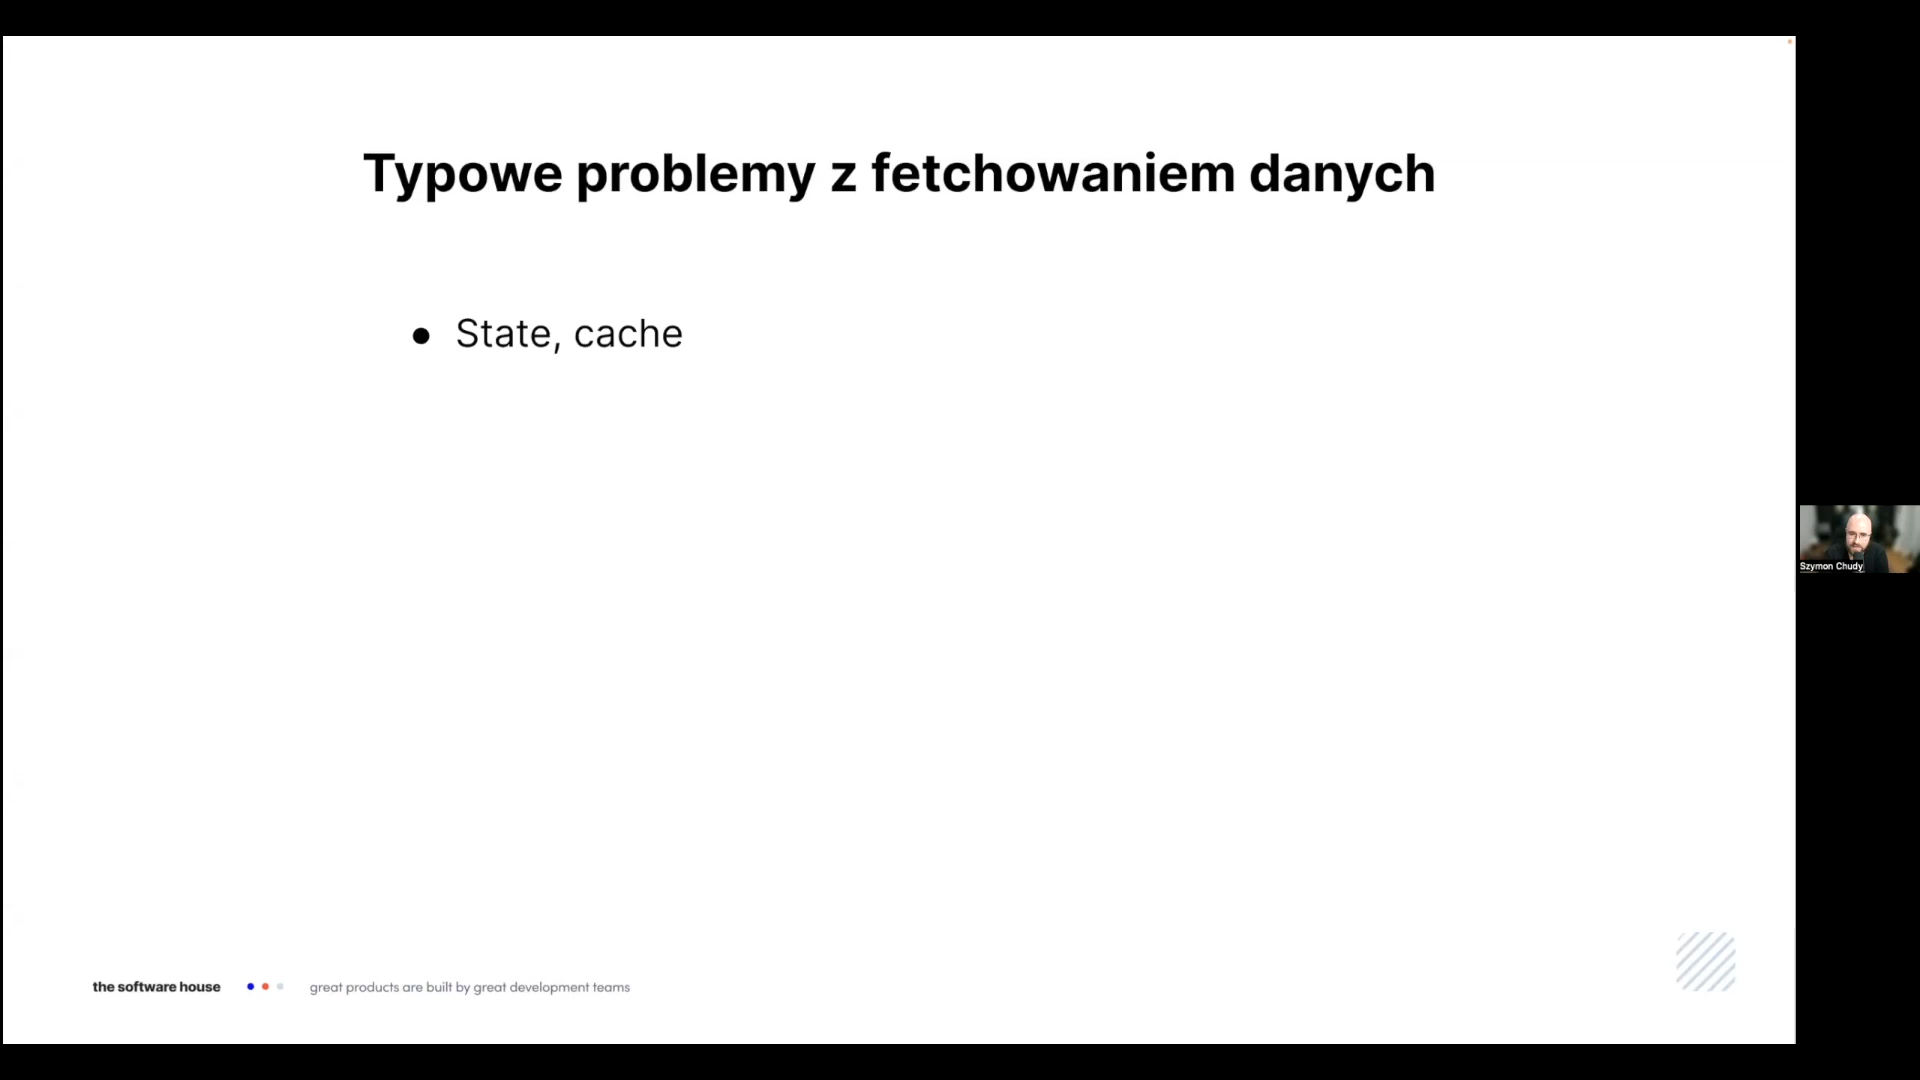 Typowe problemy z fetchowaniem danych
● State, cache
Szymon Chudy
the software house
great products are built by great development teams